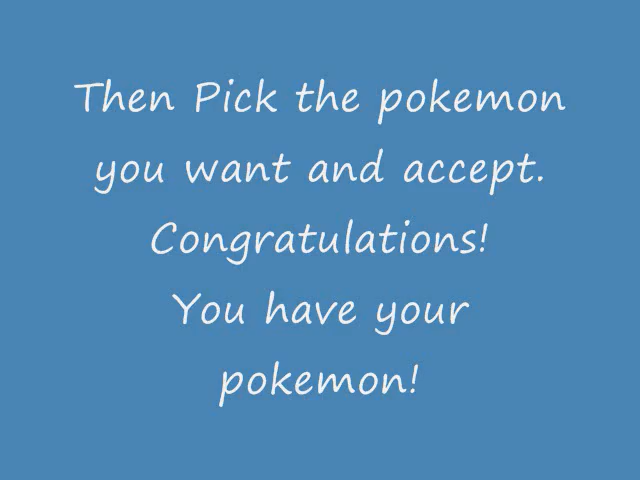 Then Pick the pokemon
you want and accept.
Congratulations!
You have your
pokemon!